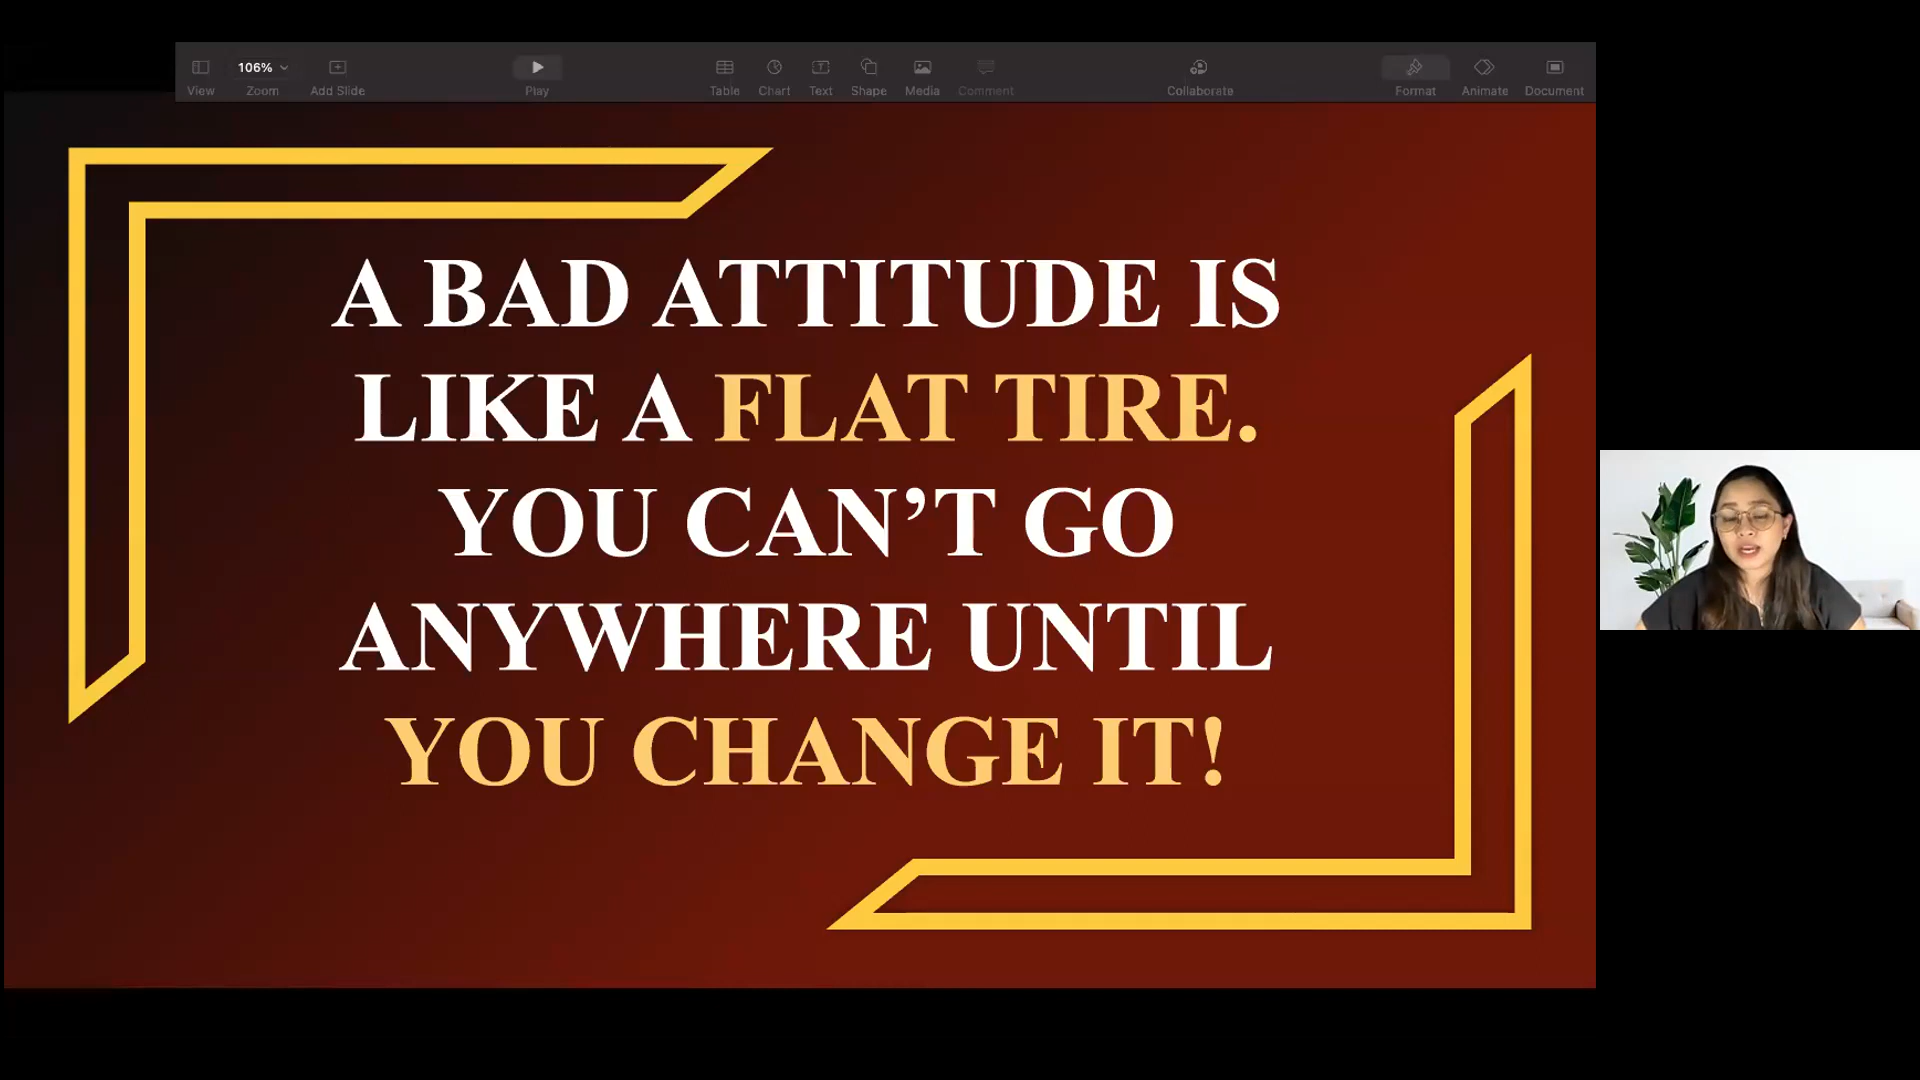 106%
View Zoom Add Slide Play Table Chart Text Shape Media Comment Collaborate Format Animate Document
A BAD ATTITUDE IS
LIKE A FLAT TIRE.
YOU CAN’T GO
ANYWHERE UNTIL
YOU CHANGE IT!